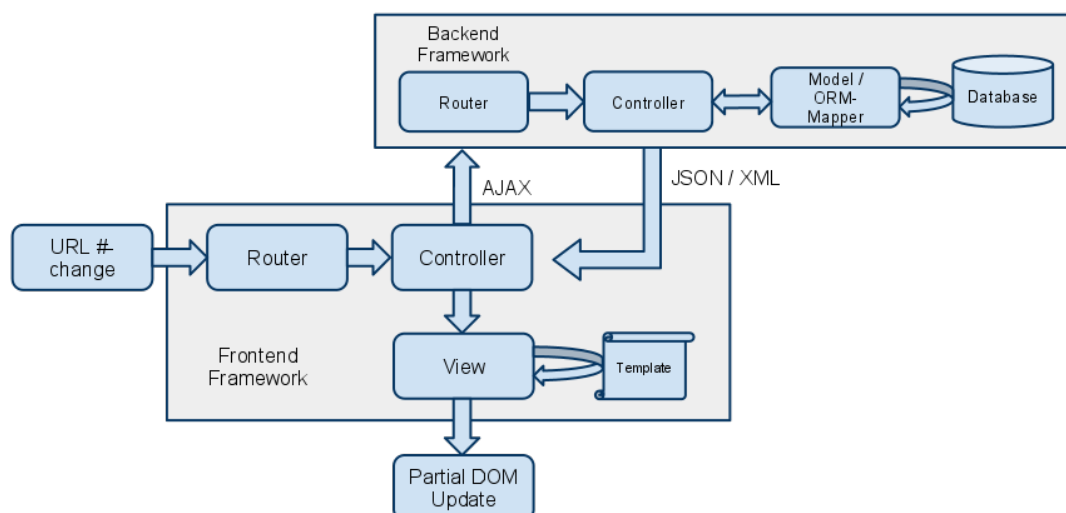 Backend
Framework
Router
Controller
Model /
ORM-
Mapper
Database
AJAX
JSON / XML
URL #-
change
Router
Controller
Frontend
Framework
View
Template
Partial DOM
Update